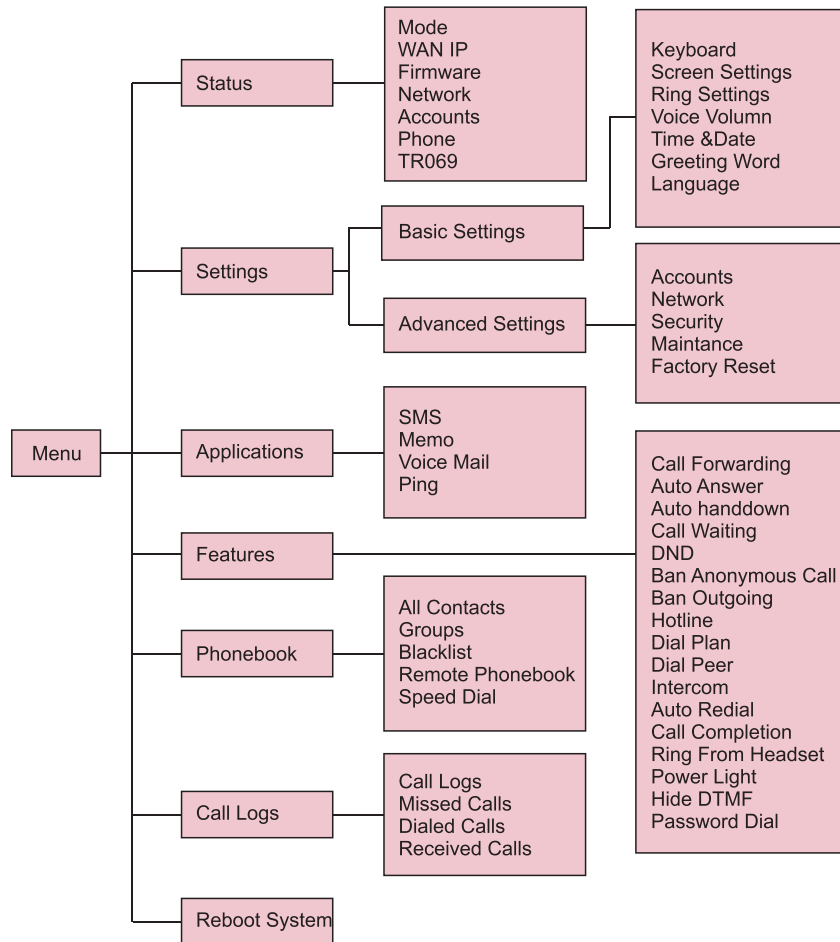 Menu
Status
Mode
WAN IP
Firmware
Network
Accounts
Phone
TR069
Settings
Basic Settings
Keyboard
Screen Settings
Ring Settings
Voice Volumn
Time &Date
Greeting Word
Language
Advanced Settings
Accounts
Network
Security
Maintance
Factory Reset
Applications
SMS
Memo
Voice Mail
Ping
Features
Call Forwarding
Auto Answer
Auto handdown
Call Waiting
DND
Ban Anonymous Call
Ban Outgoing
Hotline
Dial Plan
Dial Peer
Intercom
Auto Redial
Call Completion
Ring From Headset
Power Light
Hide DTMF
Password Dial
Phonebook
All Contacts
Groups
Blacklist
Remote Phonebook
Speed Dial
Call Logs
Call Logs
Missed Calls
Dialed Calls
Received Calls
Reboot System